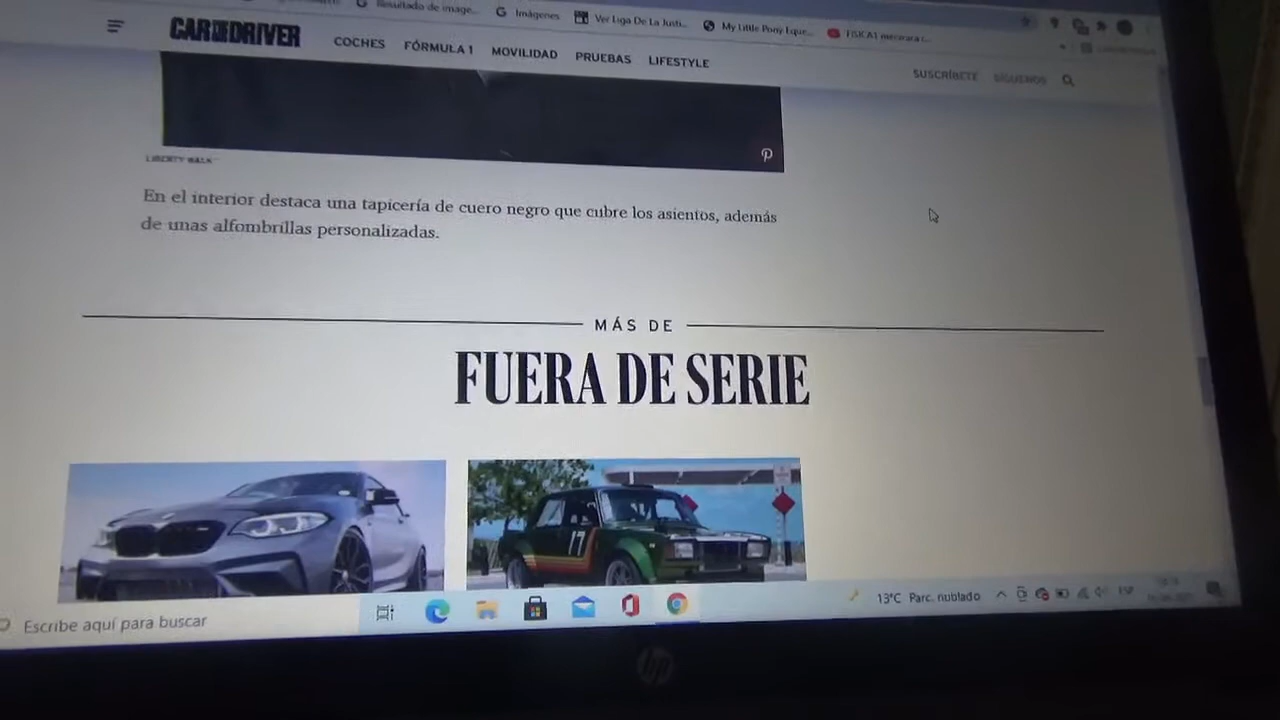 Resultado de image...
Imágenes
Ver Liga De La Justi...
My Little Pony Eque...
CAR AND DRIVER
COCHES
FÓRMULA 1
MOVILIDAD
PRUEBAS
LIFESTYLE
SUSCRÍBETE
SÍGUENOS
LIBERTY WALK
En el interior destaca una tapicería de cuero negro que cubre los asientos, además
de unas alfombrillas personalizadas.
MÁS DE
FUERA DE SERIE
17
Escribe aquí para buscar
13°C Parc. nublado
ESP
hp